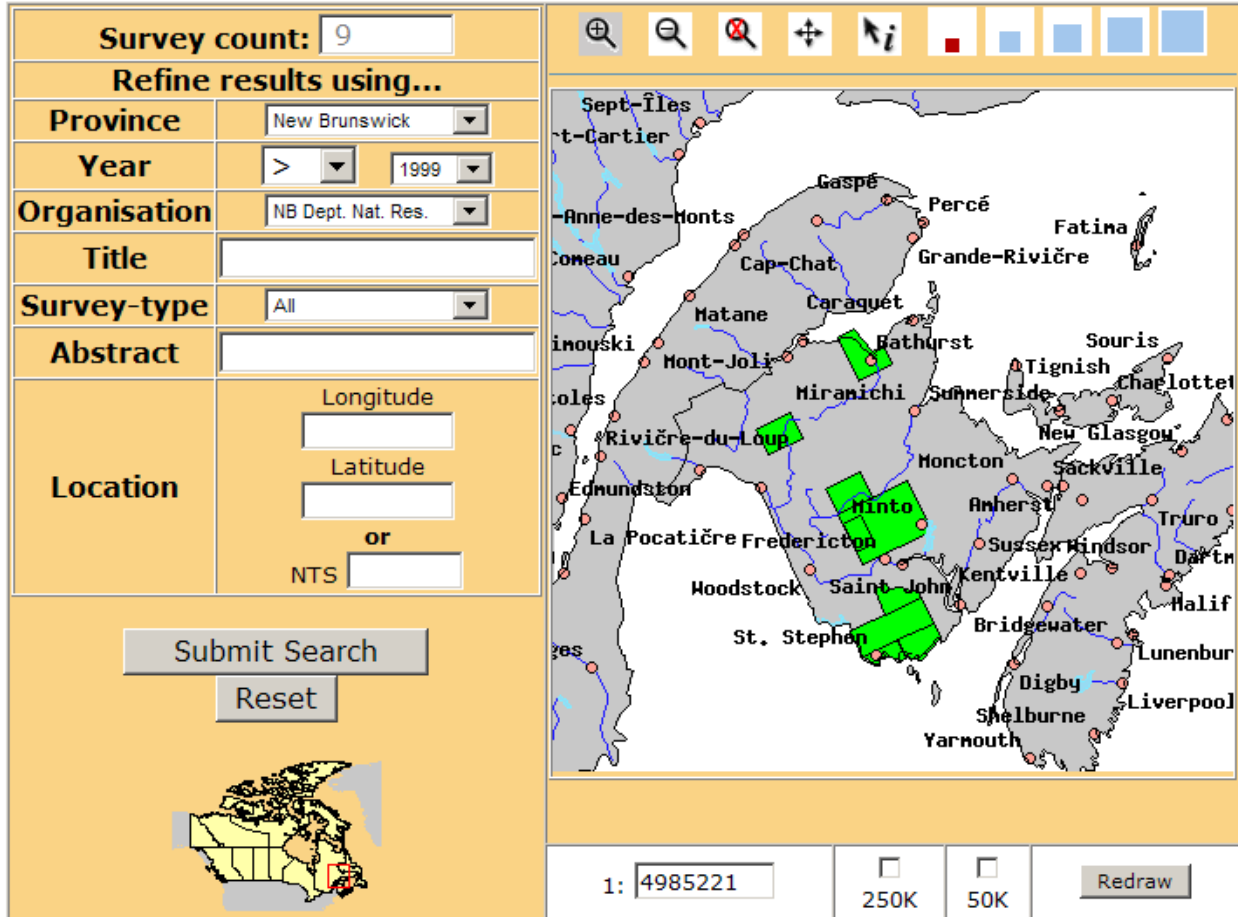 Survey count: 9
Refine results using...
Province New Brunswick
Year > 1999
Organisation NB Dept. Nat. Res.
Title
Survey-type All
Abstract
Location
Longitude
Latitude
or
NTS
Submit Search
Reset
i
Sept-Îles
rt-Cartier
Gaspé
-Anne-des-Monts
Percé
Fatima
Comeau
Cap-Chat
Grande-Rivičre
Caraquet
Matane
imouski
Bathurst
Souris
Mont-Joli
Tignish
Charlottet
toles
Miramichi
Summerside
New Glasgow
Rivičre-du-Loup
c
Moncton
Sackville
Edmundston
Minto
Amherst
Truro
La Pocatičre
Fredericton
Sussex
Windsor
Dartm
Woodstock
Saint John
Kentville
Halif
St. Stephen
Bridgewater
ges
Lunenbur
Digby
Liverpool
Shelburne
Yarmouth
1: 4985221
250K
50K
Redraw